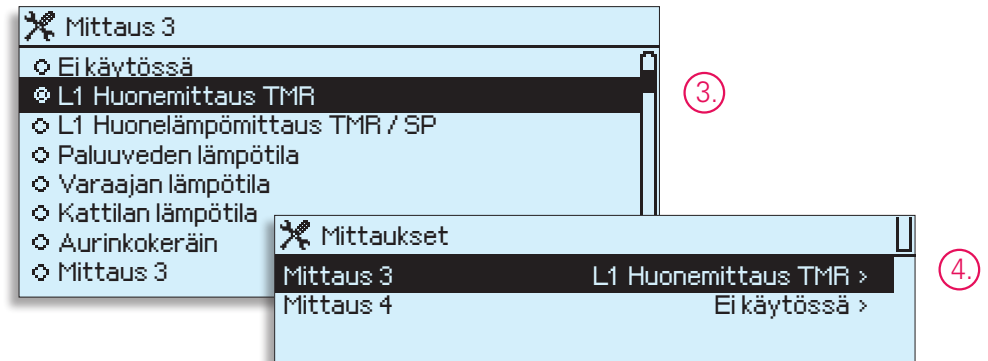 Mittaus 3
Ei käytössä
L1 Huonemittaus TMR
L1 Huonelämpömittaus TMR / SP
Paluuveden lämpötila
Varaajan lämpötila
Kattilan lämpötila
Aurinkokeräin
Mittaus 3
3.
Mittaukset
Mittaus 3 L1 Huonemittaus TMR >
Mittaus 4 Ei käytössä >
4.